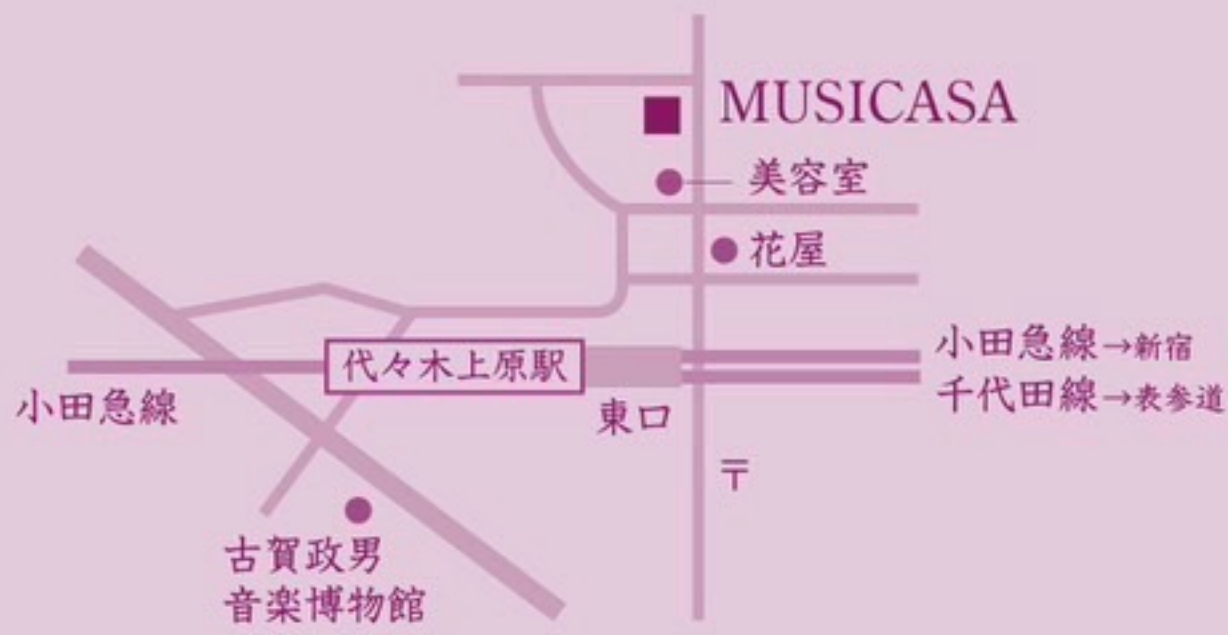 MUSICASA
美容室
花屋
小田急線→新宿
代々木上原駅
千代田線→表参道
小田急線
東口
〒
古賀政男
音楽博物館